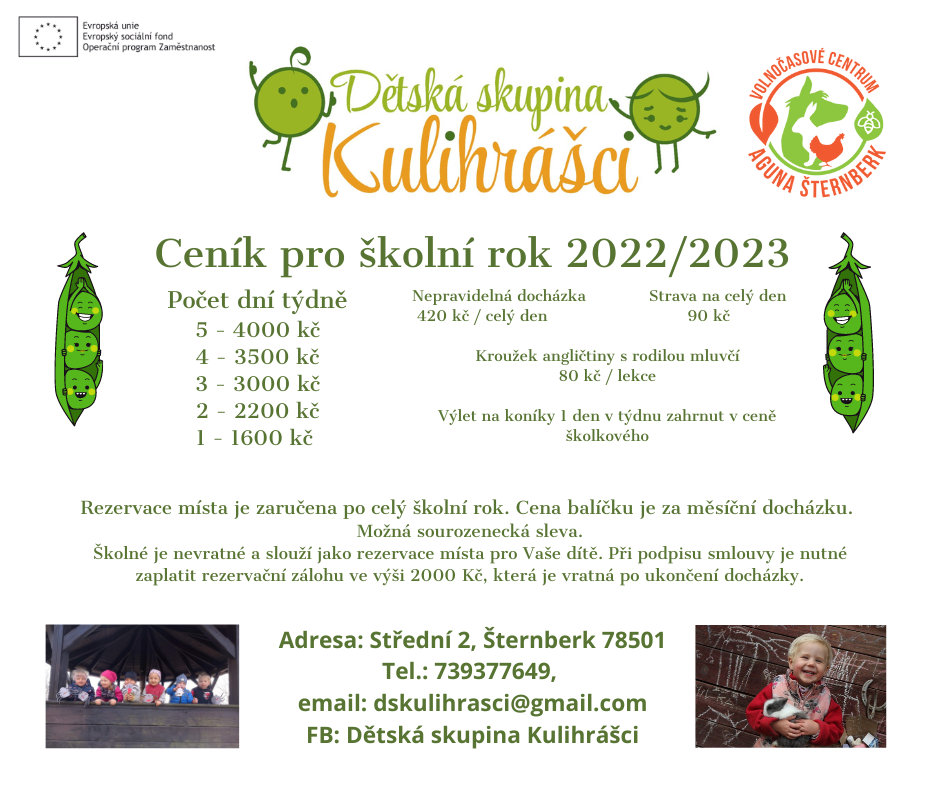 Evropská unie
Evropský sociální fond
Operační program Zaměstnanost
Dětská skupina
Kulihrášci
VOLNOČASOVÉ CENTRUM
AGUNA ŠTERNBERK
Ceník pro školní rok 2022/2023
Počet dní týdně
5 - 4000 kč
4 - 3500 kč
3 - 3000 kč
2 - 2200 kč
1 - 1600 kč
Nepravidelná docházka
420 kč / celý den
Strava na celý den
90 kč
Kroužek angličtiny s rodilou mluvčí
80 kč / lekce
Výlet na koníky 1 den v týdnu zahrnut v ceně
školkového
Rezervace místa je zaručena po celý školní rok. Cena balíčku je za měsíční docházku.
Možná sourozenecká sleva.
Školné je nevratné a slouží jako rezervace místa pro Vaše dítě. Při podpisu smlouvy je nutné
zaplatit rezervační zálohu ve výši 2000 Kč, která je vratná po ukončení docházky.
Adresa: Střední 2, Šternberk 78501
Tel.: 739377649,
email: dskulihrasci@gmail.com
FB: Dětská skupina Kulihrášci